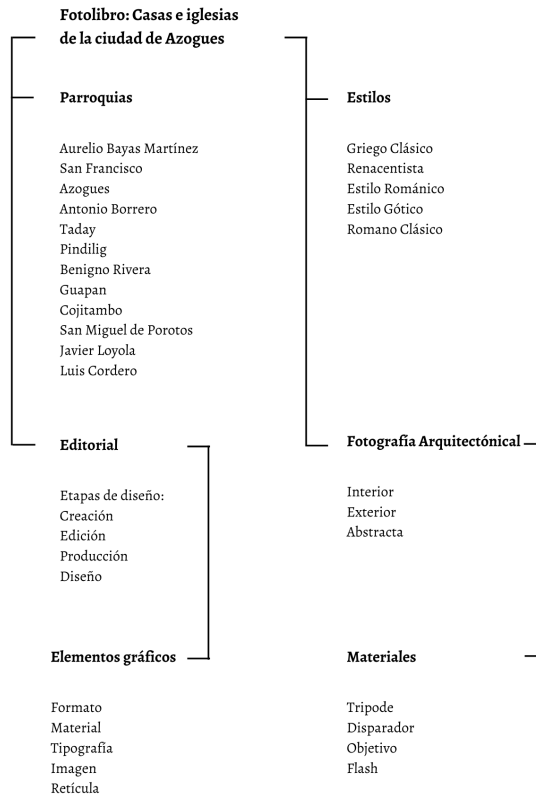 Fotolibro: Casas e iglesias
de la ciudad de Azogues
Parroquias
Aurelio Bayas Martínez
San Francisco
Azogues
Antonio Borrero
Taday
Pindilig
Benigno Rivera
Guapan
Cojitambo
San Miguel de Porotos
Javier Loyola
Luis Cordero
Estilos
Griego Clásico
Renacentista
Estilo Románico
Estilo Gótico
Romano Clásico
Editorial
Etapas de diseño:
Creación
Edición
Producción
Diseño
Fotografía Arquitectónical
Interior
Exterior
Abstracta
Elementos gráficos
Formato
Material
Tipografía
Imagen
Retícula
Materiales
Tripode
Disparador
Objetivo
Flash